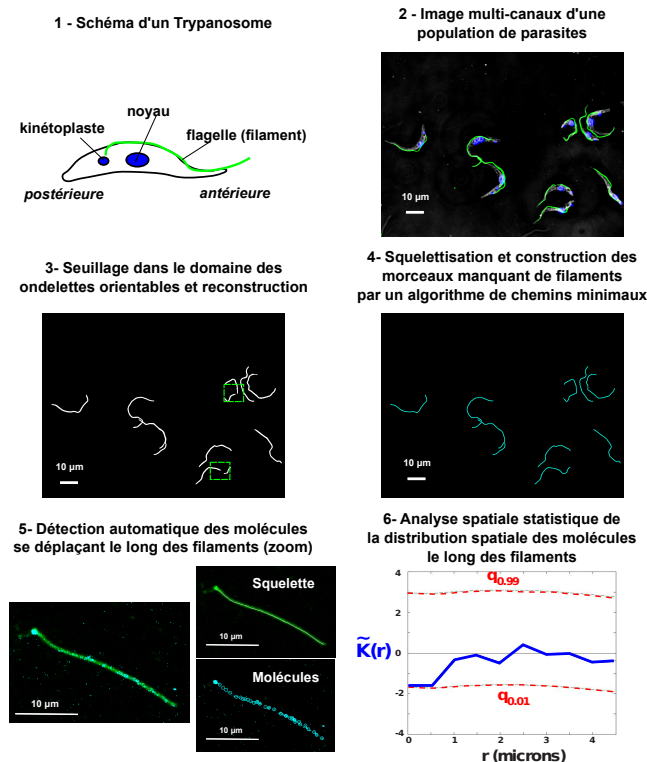 1 - Schéma d'un Trypanosome
noyau
kinétoplaste
flagelle (filament)
postérieure
antérieure
2 - Image multi-canaux d'une
population de parasites
10 µm
3- Seuillage dans le domaine des
ondelettes orientables et reconstruction
10 µm
4- Squelettisation et construction des
morceaux manquant de filaments
par un algorithme de chemins minimaux
10 µm
5- Détection automatique des molécules
se déplaçant le long des filaments (zoom)
10 µm
Squelette
10 µm
Molécules
10 µm
6- Analyse spatiale statistique de
la distribution spatiale des molécules
le long des filaments
4
2
0
-2
-4
K̃(r)
q0.99
q0.01
0 1 2 3 4
r (microns)